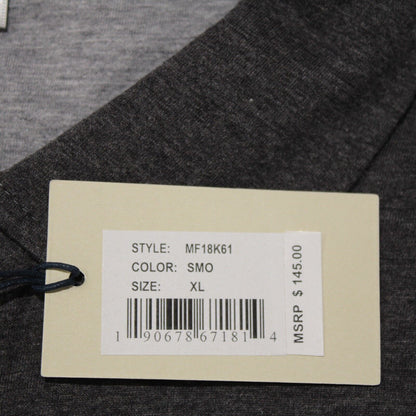 STYLE: MF18K61
COLOR: SMO
SIZE: XL
1 90678 67181 4
MSRP $ 145.00